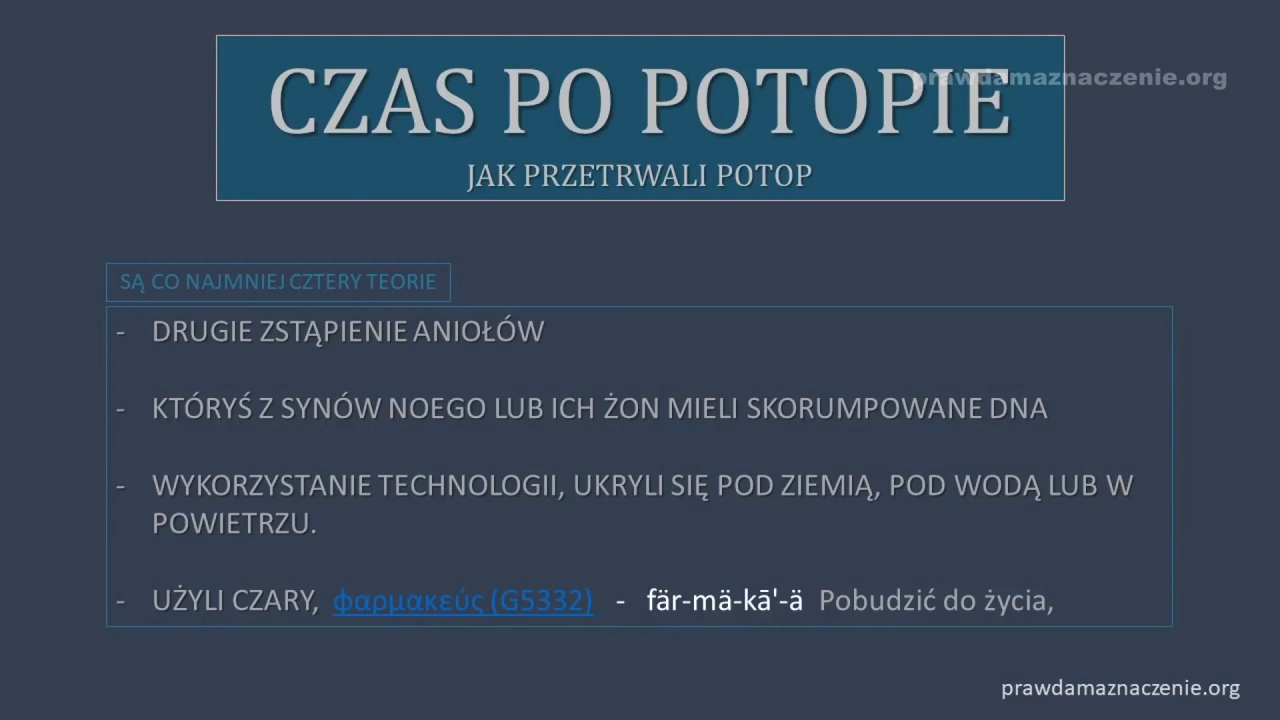 CZAS PO POTOPIE
prawdamaznaczenie.org
JAK PRZETRWALI POTOP
SĄ CO NAJMNIEJ CZTERY TEORIE
- DRUGIE ZSTĄPIENIE ANIOŁÓW
- KTÓRYŚ Z SYNÓW NOEGO LUB ICH ŻON MIELI SKORUMPOWANE DNA
- WYKORZYSTANIE TECHNOLOGII, UKRYLI SIĘ POD ZIEMIĄ, POD WODĄ LUB W
POWIETRZU.
- UŻYLI CZARY, φαρμακεύς (G5332) - fär-mä-kā'-ä Pobudzić do życia,
prawdamaznaczenie.org